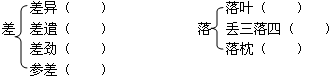 差
差异（　　）
差遣（　　）
差劲（　　）
参差（　　）
落
落叶（　　）
丢三落四（　　）
落枕（　　）